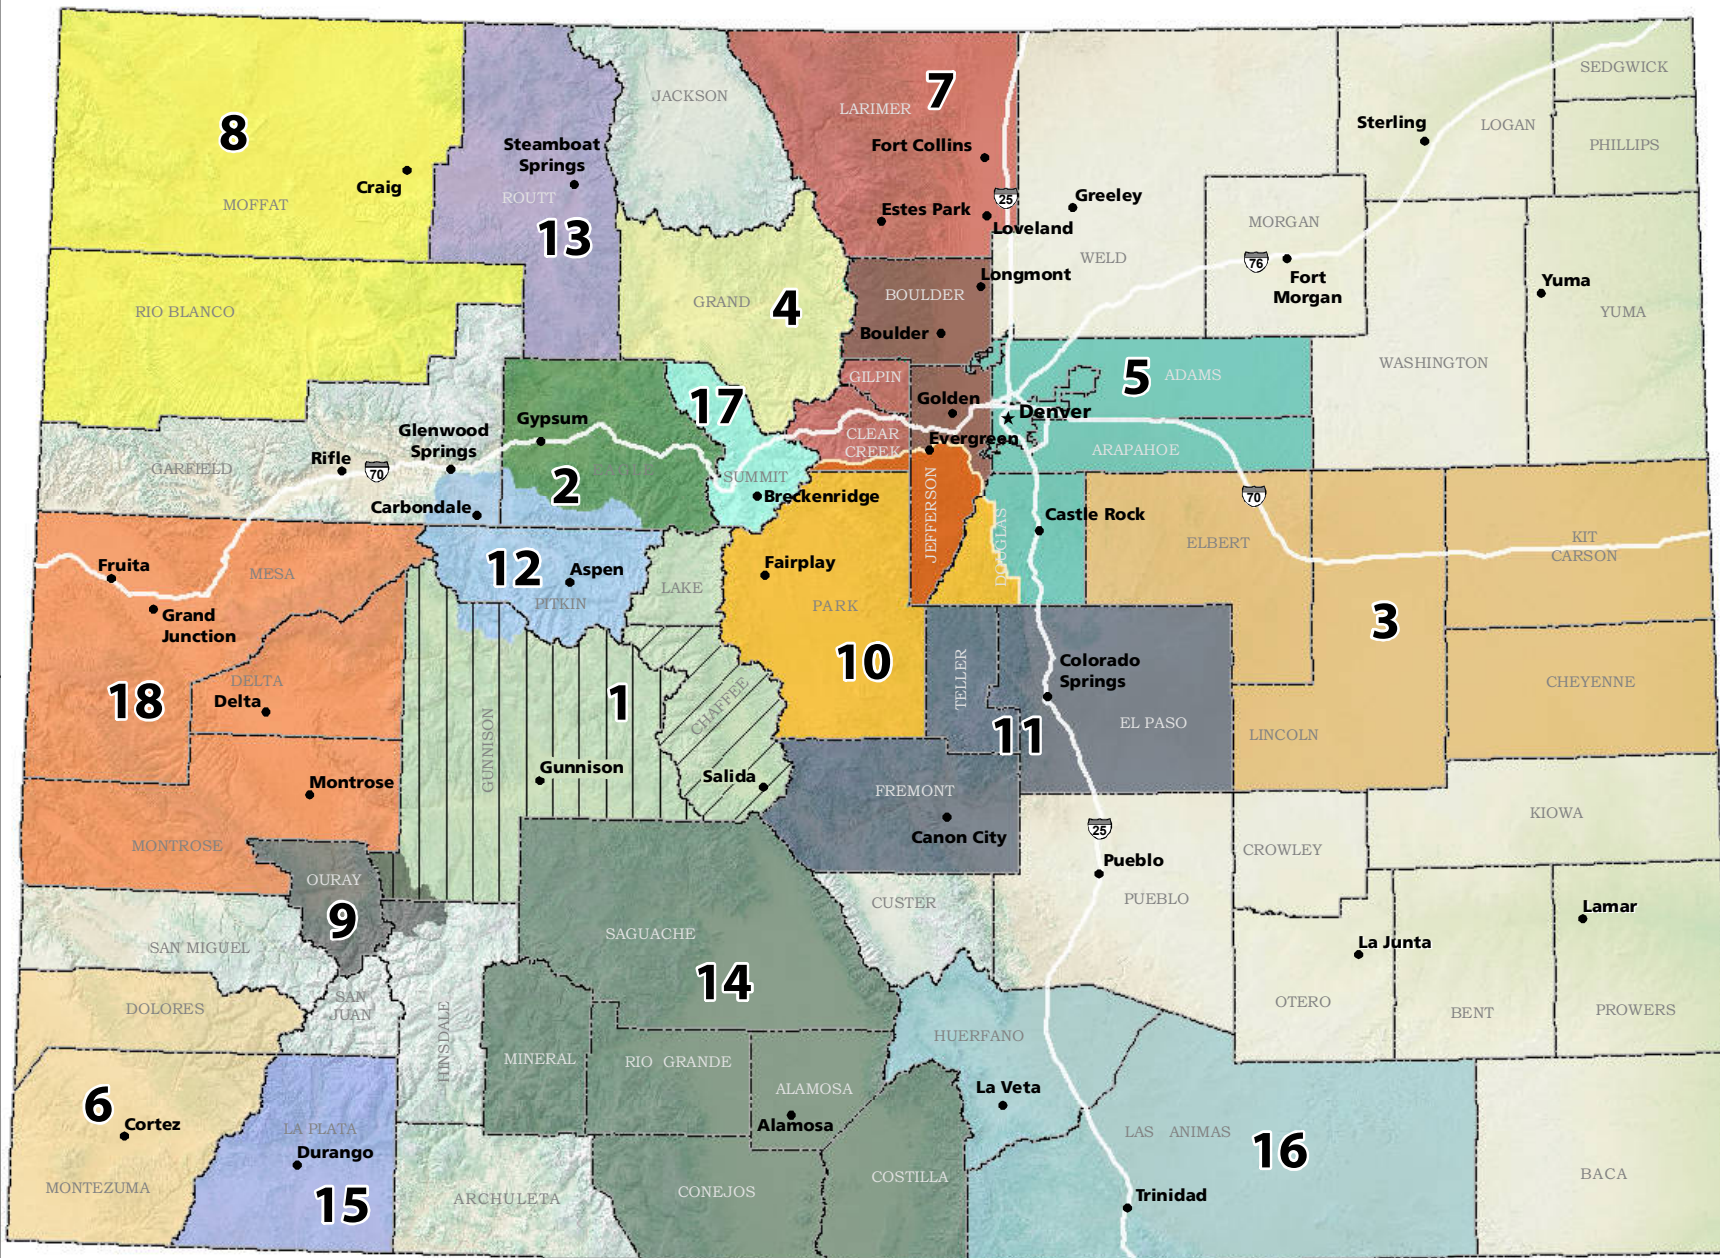 SEDGWICK
JACKSON
7
LARIMER
Sterling
LOGAN
8
PHILLIPS
Steamboat
Springs
Fort Collins
Craig
MOFFAT
ROUTT
13
25
Greeley
Estes Park
Loveland
MORGAN
WELD
76
Fort
Morgan
Longmont
Yuma
RIO BLANCO
GRAND
4
BOULDER
YUMA
Boulder
WASHINGTON
GILPIN
5
ADAMS
17
Golden
Denver
Gypsum
Glenwood
Springs
CLEAR
CREEK
Evergreen
ARAPAHOE
GARFIELD
Rifle
70
2
EAGLE
SUMMIT
Breckenridge
70
Carbondale
JEFFERSON
DOUGLAS
Castle Rock
ELBERT
KIT
CARSON
Fruita
MESA
12
Aspen
PITKIN
Fairplay
LAKE
PARK
Grand
Junction
3
10
TELLER
Colorado
Springs
DELTA
Delta
18
1
CHAFFEE
CHEYENNE
11
EL PASO
LINCOLN
GUNNISON
Gunnison
Salida
Montrose
FREMONT
Canon City
KIOWA
25
MONTROSE
CROWLEY
Pueblo
OURAY
9
CUSTER
PUEBLO
Lamar
SAN MIGUEL
SAGUACHE
La Junta
14
DOLORES
SAN
JUAN
OTERO
BENT
PROWERS
HINSDALE
HUERFANO
MINERAL
RIO GRANDE
ALAMOSA
La Veta
6
Cortez
Alamosa
LA PLATA
Durango
LAS ANIMAS
16
MONTEZUMA
15
ARCHULETA
CONEJOS
COSTILLA
BACA
Trinidad